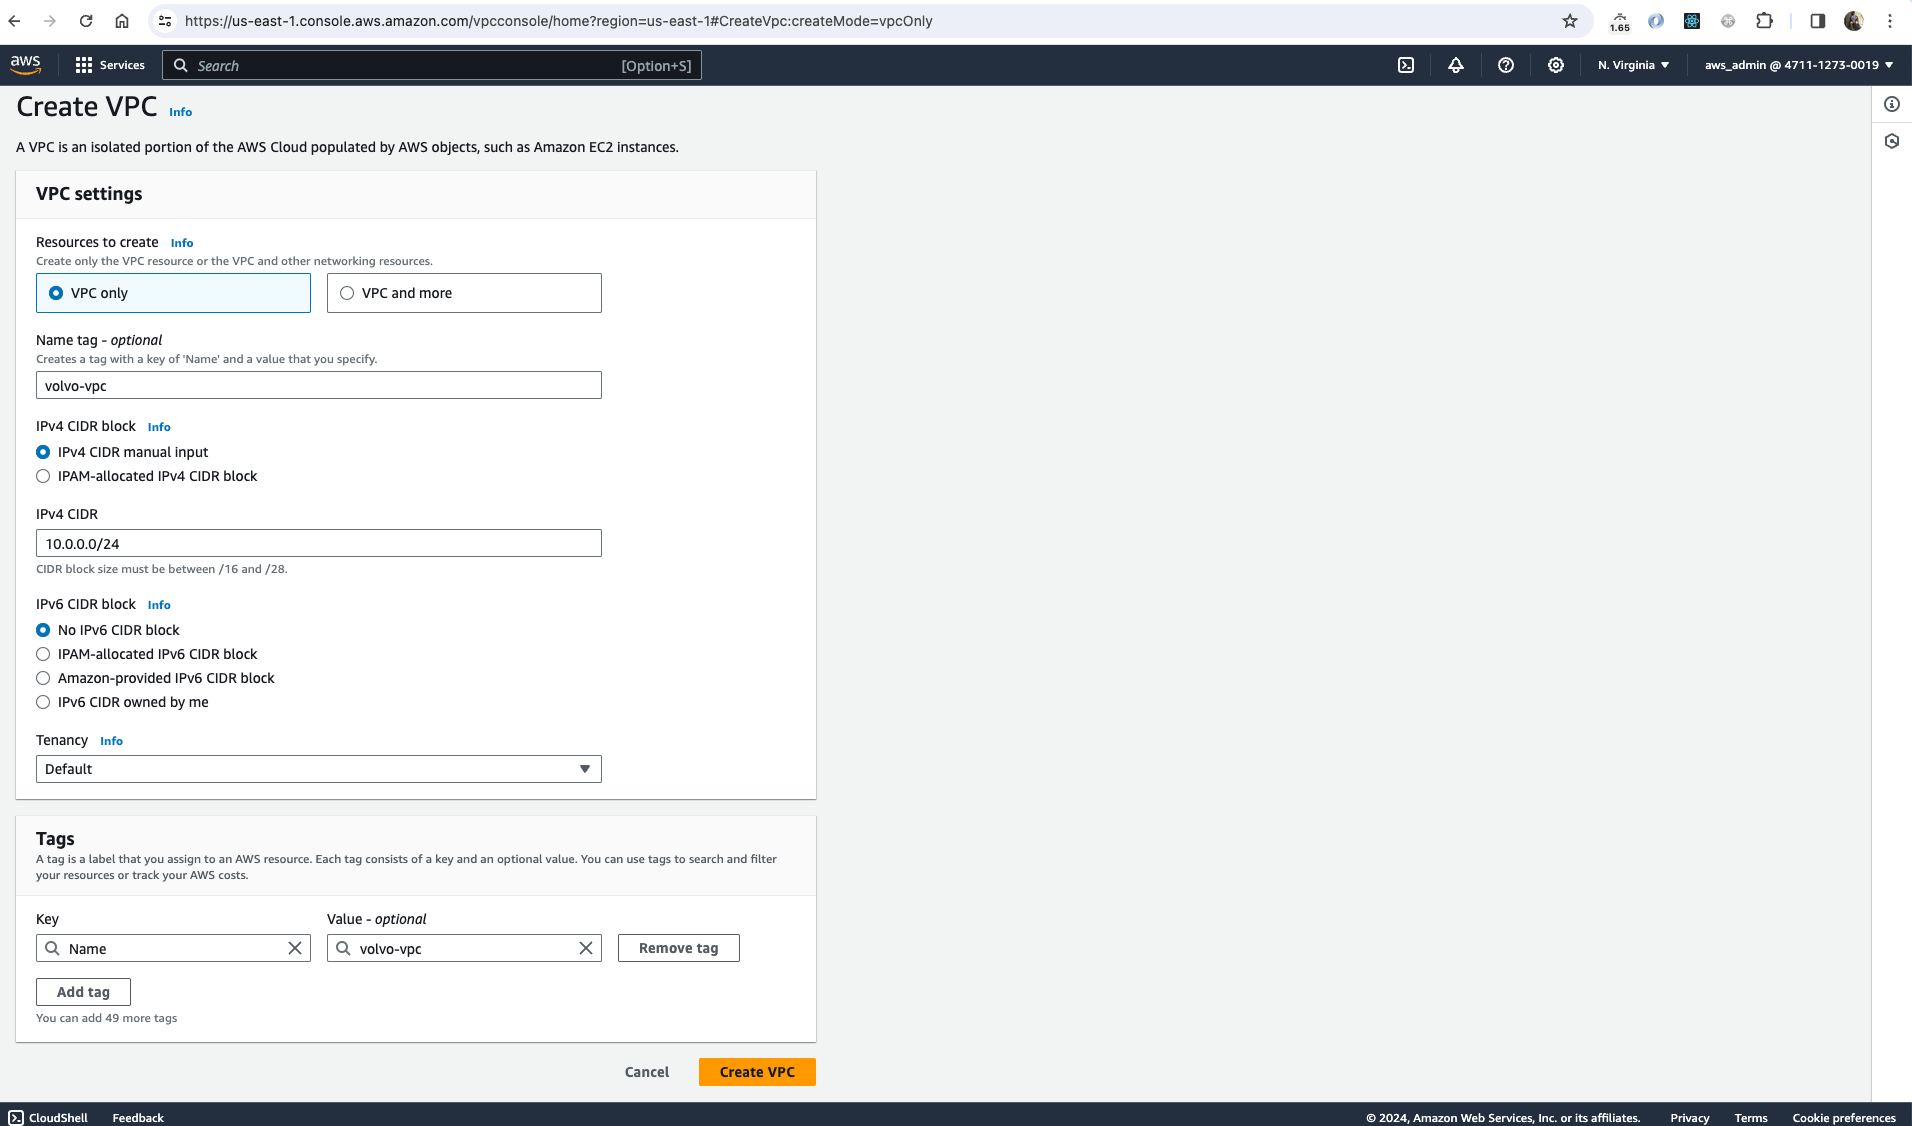 https://us-east-1.console.aws.amazon.com/vpcconsole/home?region=us-east-1#CreateVpc:createMode=vpcOnly
1.65
aws
Services
Search
[Option+S]
N. Virginia
aws_admin @ 4711-1273-0019
Create VPC Info
A VPC is an isolated portion of the AWS Cloud populated by AWS objects, such as Amazon EC2 instances.
VPC settings
Resources to create Info
Create only the VPC resource or the VPC and other networking resources.
VPC only
VPC and more
Name tag - optional
Creates a tag with a key of 'Name' and a value that you specify.
volvo-vpc
IPv4 CIDR block Info
IPv4 CIDR manual input
IPAM-allocated IPv4 CIDR block
IPv4 CIDR
10.0.0.0/24
CIDR block size must be between /16 and /28.
IPv6 CIDR block Info
No IPv6 CIDR block
IPAM-allocated IPv6 CIDR block
Amazon-provided IPv6 CIDR block
IPv6 CIDR owned by me
Tenancy Info
Default
Tags
A tag is a label that you assign to an AWS resource. Each tag consists of a key and an optional value. You can use tags to search and filter
your resources or track your AWS costs.
Key
Value - optional
Name
volvo-vpc
Remove tag
Add tag
You can add 49 more tags
Cancel
Create VPC
CloudShell
Feedback
© 2024, Amazon Web Services, Inc. or its affiliates.
Privacy
Terms
Cookie preferences